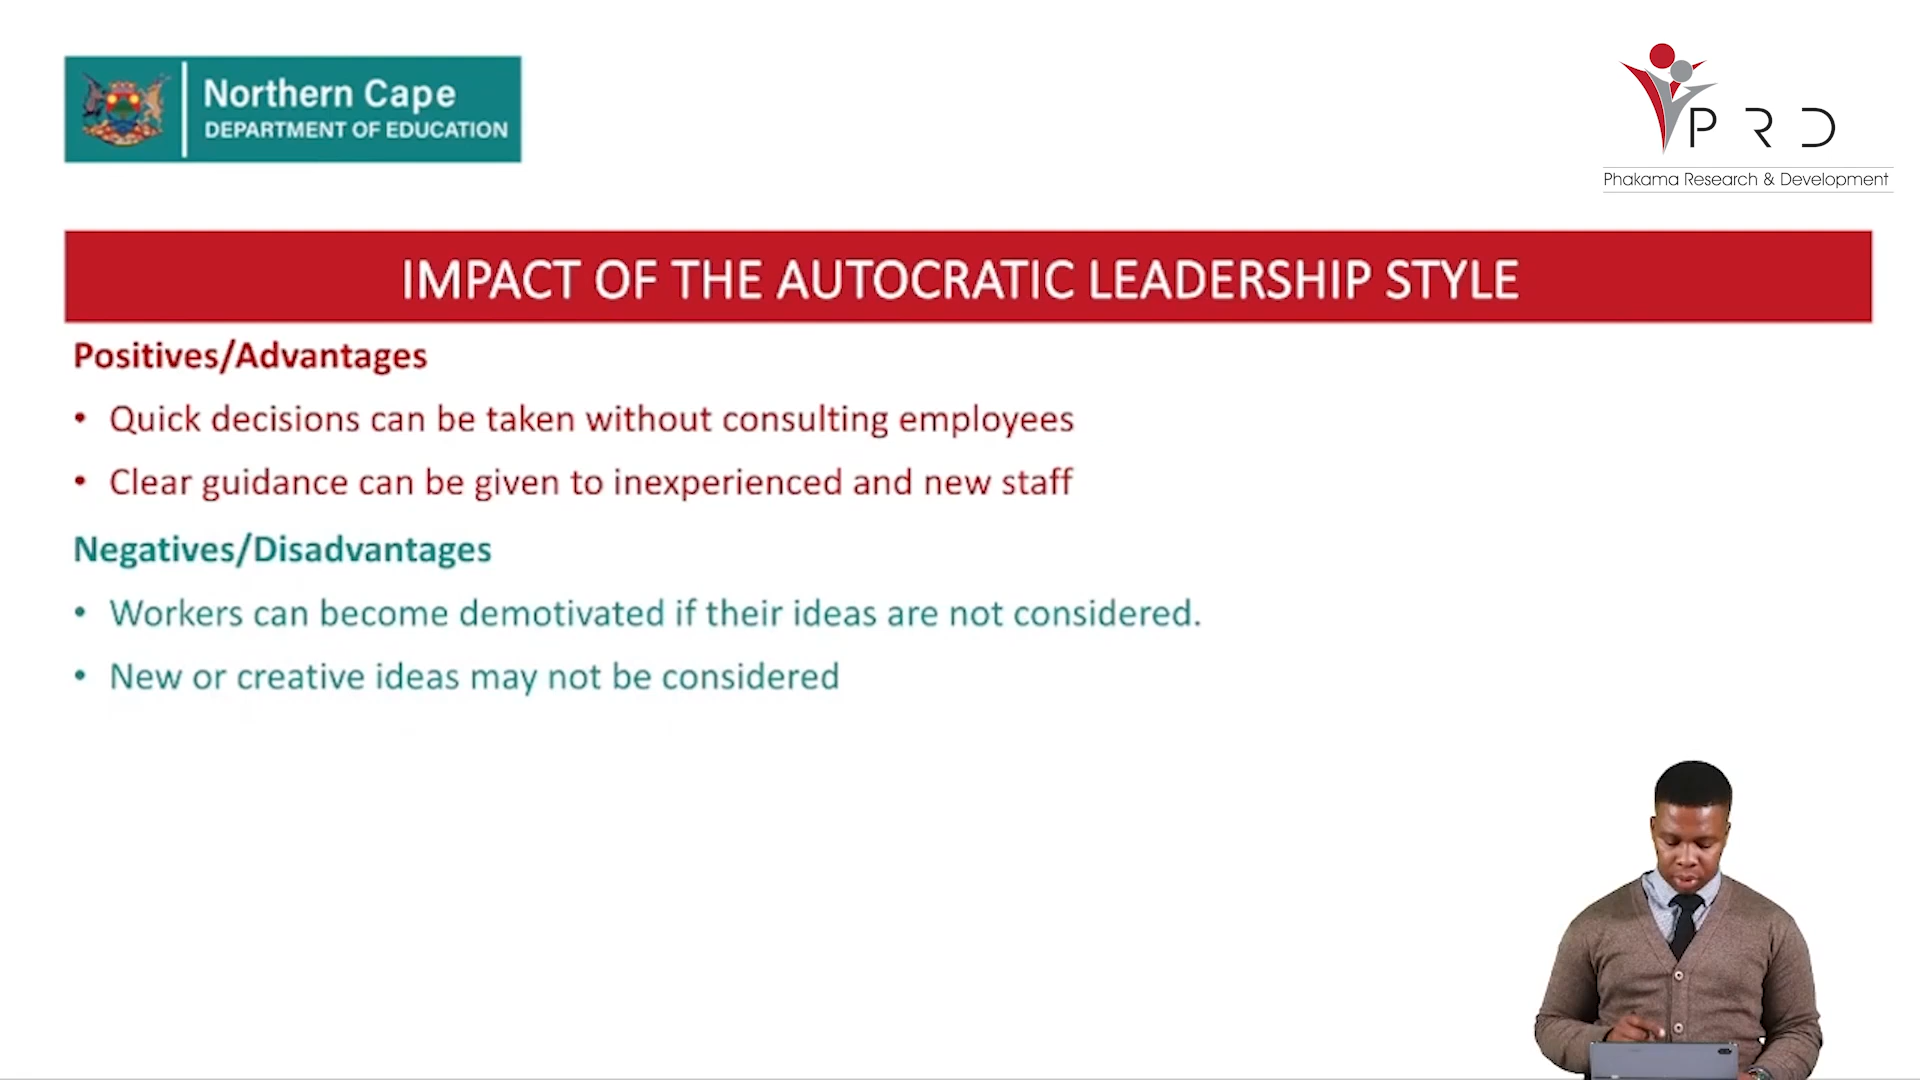 Northern Cape
DEPARTMENT OF EDUCATION
P R D
Phakama Research & Development
IMPACT OF THE AUTOCRATIC LEADERSHIP STYLE
Positives/Advantages
• Quick decisions can be taken without consulting employees
• Clear guidance can be given to inexperienced and new staff
Negatives/Disadvantages
• Workers can become demotivated if their ideas are not considered.
• New or creative ideas may not be considered